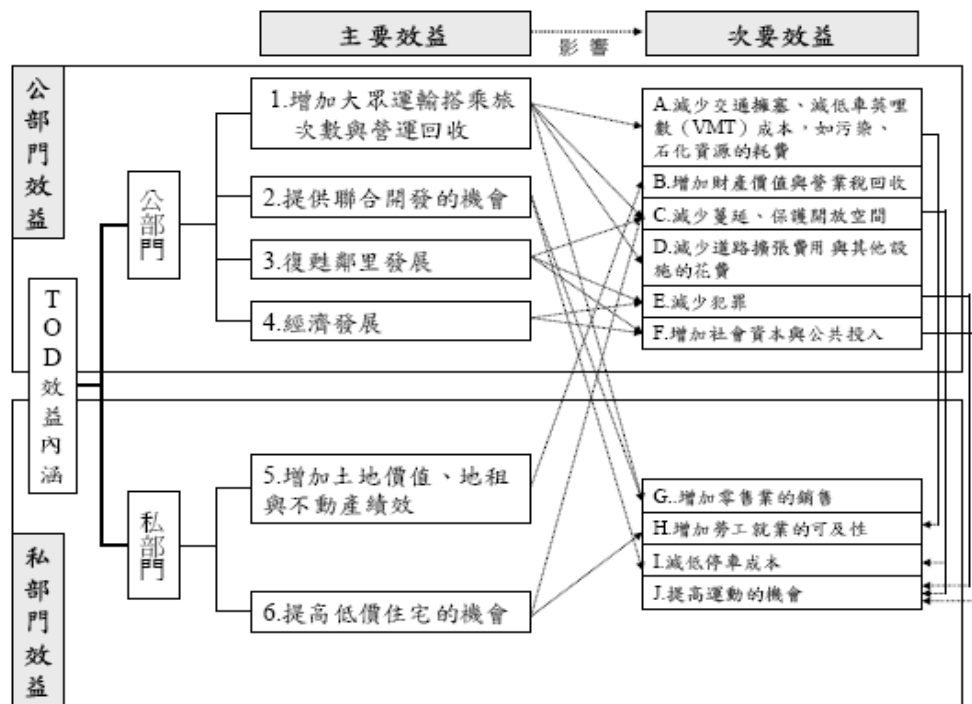 主要效益
影響
次要效益
公部門效益
私部門效益
TOD效益內涵
公部門
私部門
1.增加大眾運輸搭乘旅
次數與營運回收
2.提供聯合開發的機會
3.復甦鄰里發展
4.經濟發展
5.增加土地價值、地租
與不動產績效
6.提高低價住宅的機會
A.減少交通擁塞、減低車英哩
數（VMT）成本，如污染、
石化資源的耗費
B.增加財產價值與營業稅回收
C.減少蔓延、保護開放空間
D.減少道路擴張費用與其他設
施的花費
E.減少犯罪
F.增加社會資本與公共投入
G..增加零售業的銷售
H.增加勞工就業的可及性
I.減低停車成本
J.提高運動的機會